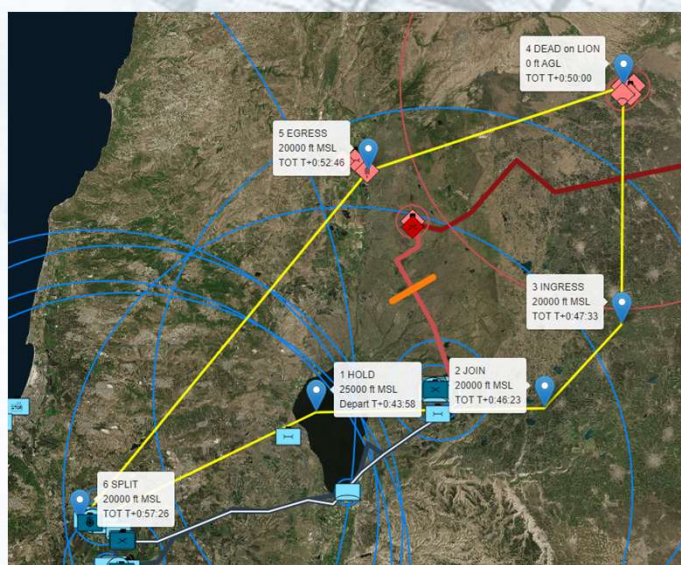 4 DEAD on LION
0 ft AGL
TOT T+0:50:00
5 EGRESS
20000 ft MSL
TOT T+0:52:46
3 INGRESS
20000 ft MSL
TOT T+0:47:33
1 HOLD
25000 ft MSL
Depart T+0:43:58
2 JOIN
20000 ft MSL
TOT T+0:46:23
6 SPLIT
20000 ft MSL
TOT T+0:57:26